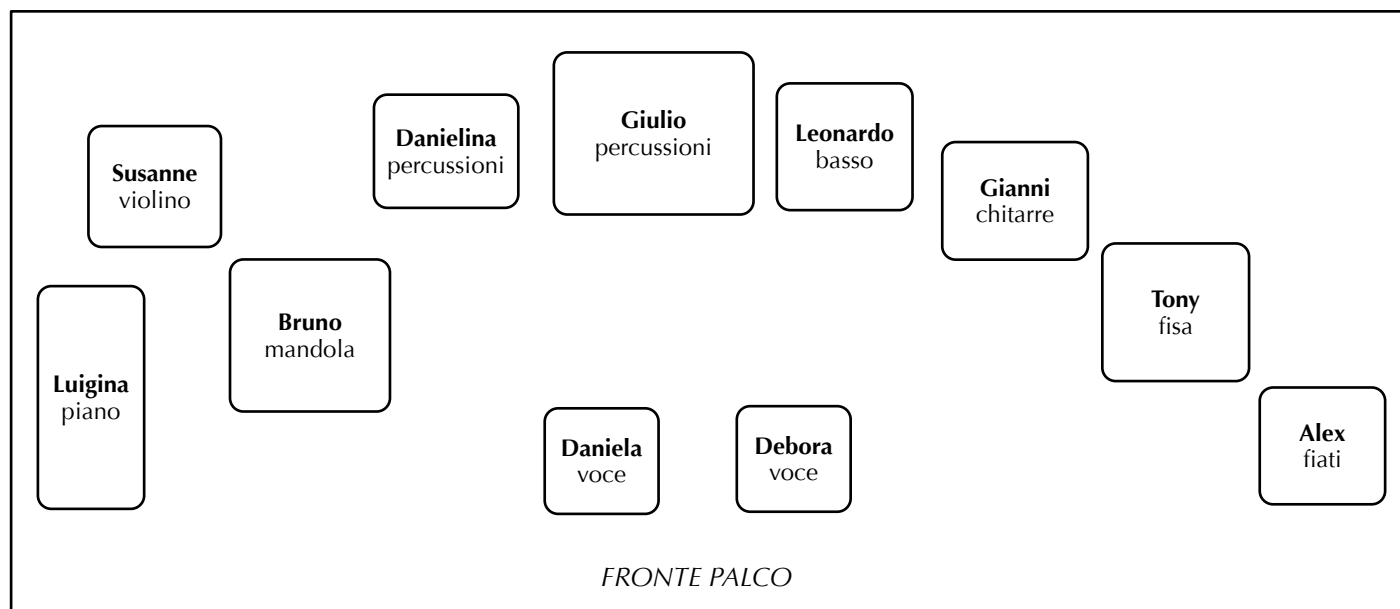 Susanne
violino
Danielina
percussioni
Giulio
percussioni
Leonardo
basso
Gianni
chitarre
Luigina
piano
Bruno
mandola
Tony
fisa
Daniela
voce
Debora
voce
Alex
fiati
FRONTE PALCO